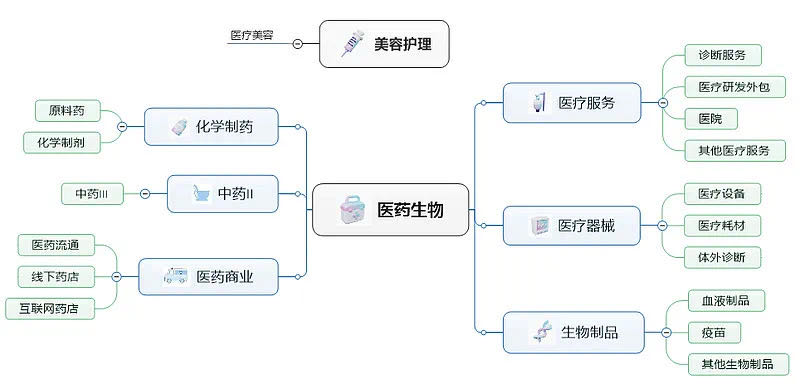 医疗美容
美容护理
原料药
化学制剂
化学制药
中药III
中药II
医药流通
线下药店
互联网药店
医药商业
医药生物
医疗服务
诊断服务
医疗研发外包
医院
其他医疗服务
医疗器械
医疗设备
医疗耗材
体外诊断
生物制品
血液制品
疫苗
其他生物制品